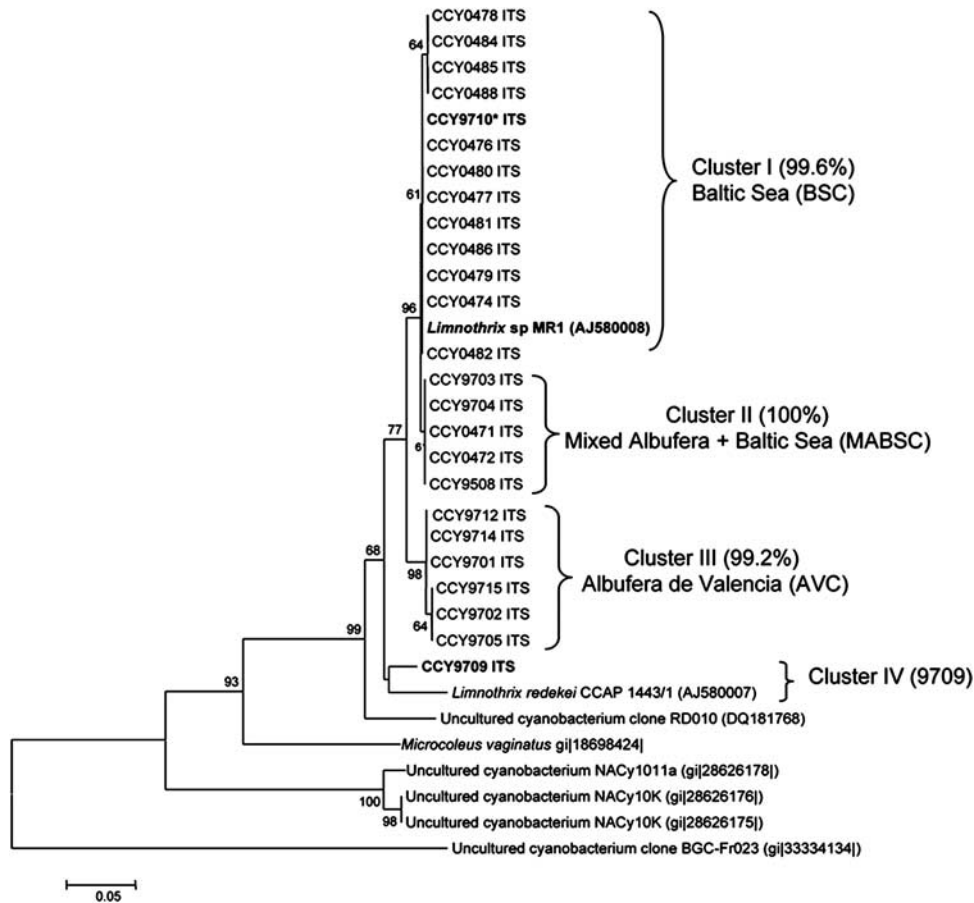 CCY0478 ITS
64
CCY0484 ITS
CCY0485 ITS
CCY0488 ITS
CCY9710* ITS
CCY0476 ITS
CCY0480 ITS
61
CCY0477 ITS
CCY0481 ITS
CCY0486 ITS
CCY0479 ITS
CCY0474 ITS
96
Limnothrix sp MR1 (AJ580008)
CCY0482 ITS
Cluster I (99.6%)
Baltic Sea (BSC)
CCY9703 ITS
CCY9704 ITS
77
CCY0471 ITS
6
CCY0472 ITS
CCY9508 ITS
Cluster II (100%)
Mixed Albufera + Baltic Sea (MABSC)
CCY9712 ITS
CCY9714 ITS
68
CCY9701 ITS
98
CCY9715 ITS
CCY9702 ITS
64
CCY9705 ITS
Cluster III (99.2%)
Albufera de Valencia (AVC)
99
CCY9709 ITS
Limnothrix redekei CCAP 1443/1 (AJ580007)
Cluster IV (9709)
93
Uncultured cyanobacterium clone RD010 (DQ181768)
Microcoleus vaginatus gi|18698424|
Uncultured cyanobacterium NACy1011a (gi|28626178|)
100
Uncultured cyanobacterium NACy10K (gi|28626176|)
98
Uncultured cyanobacterium NACy10K (gi|28626175|)
Uncultured cyanobacterium clone BGC-Fr023 (gi|33334134|)
0.05